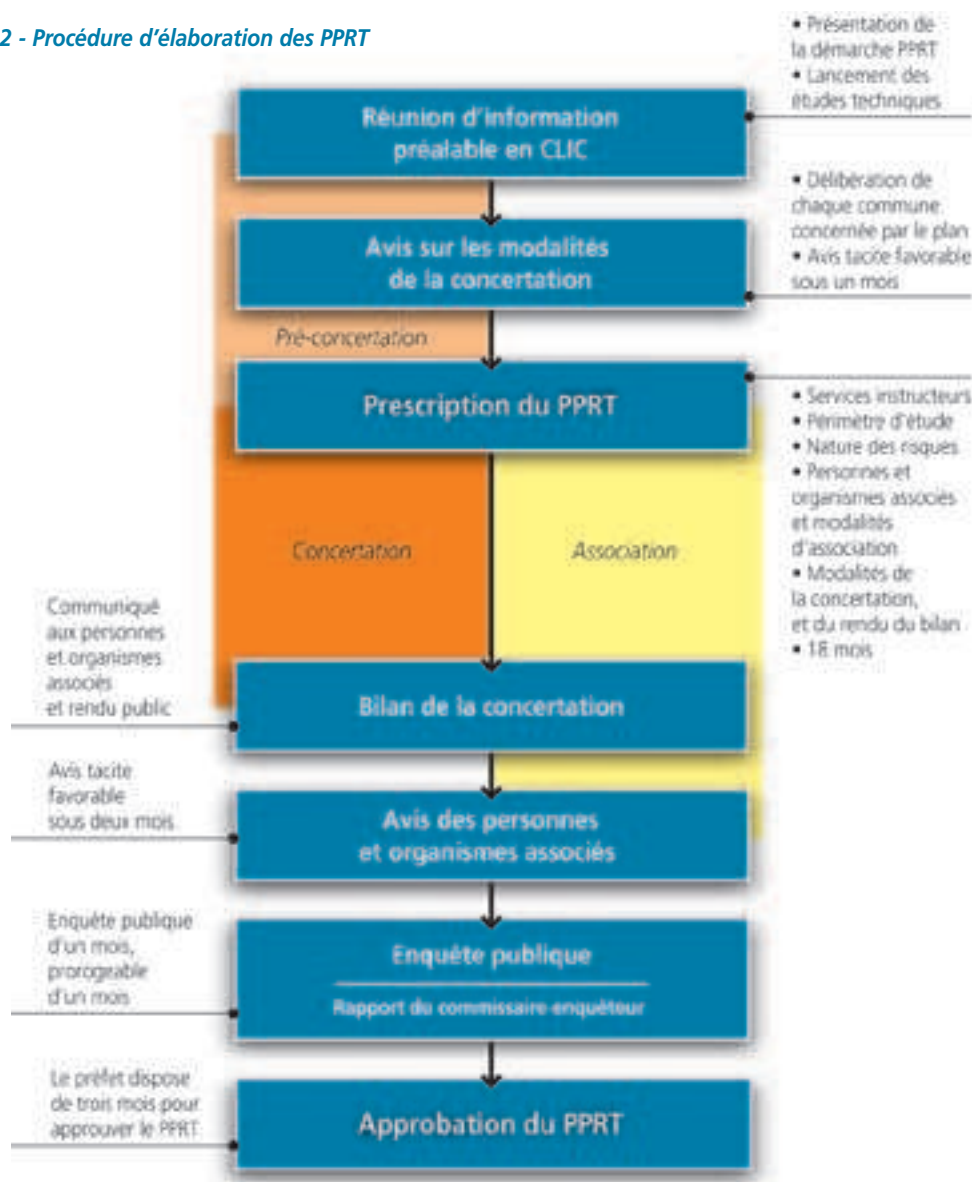 2 - Procédure d'élaboration des PPRT
• Présentation de
la démarche PPRT
• Lancement des
études techniques
Réunion d'information
préalable en CLIC
• Délibération de
chaque commune
concernée par le plan
• Avis tacite favorable
sous un mois
Avis sur les modalités
de la concertation
Pré-concertation
Prescription du PPRT
• Services instructeurs
• Périmètre d'étude
• Nature des risques
• Personnes et
organismes associés
et modalités
d'association
• Modalités de
la concertation,
et du rendu du bilan
• 18 mois
Concertation
Association
Communiqué
aux personnes
et organismes
associés
et rendu public
Bilan de la concertation
Avis tacite
favorable
sous deux mois
Avis des personnes
et organismes associés
Enquête publique
d'un mois,
prorogeable
d'un mois
Enquête publique
Rapport du commissaire enquêteur
Le préfet dispose
de trois mois pour
approuver le PPRT
Approbation du PPRT